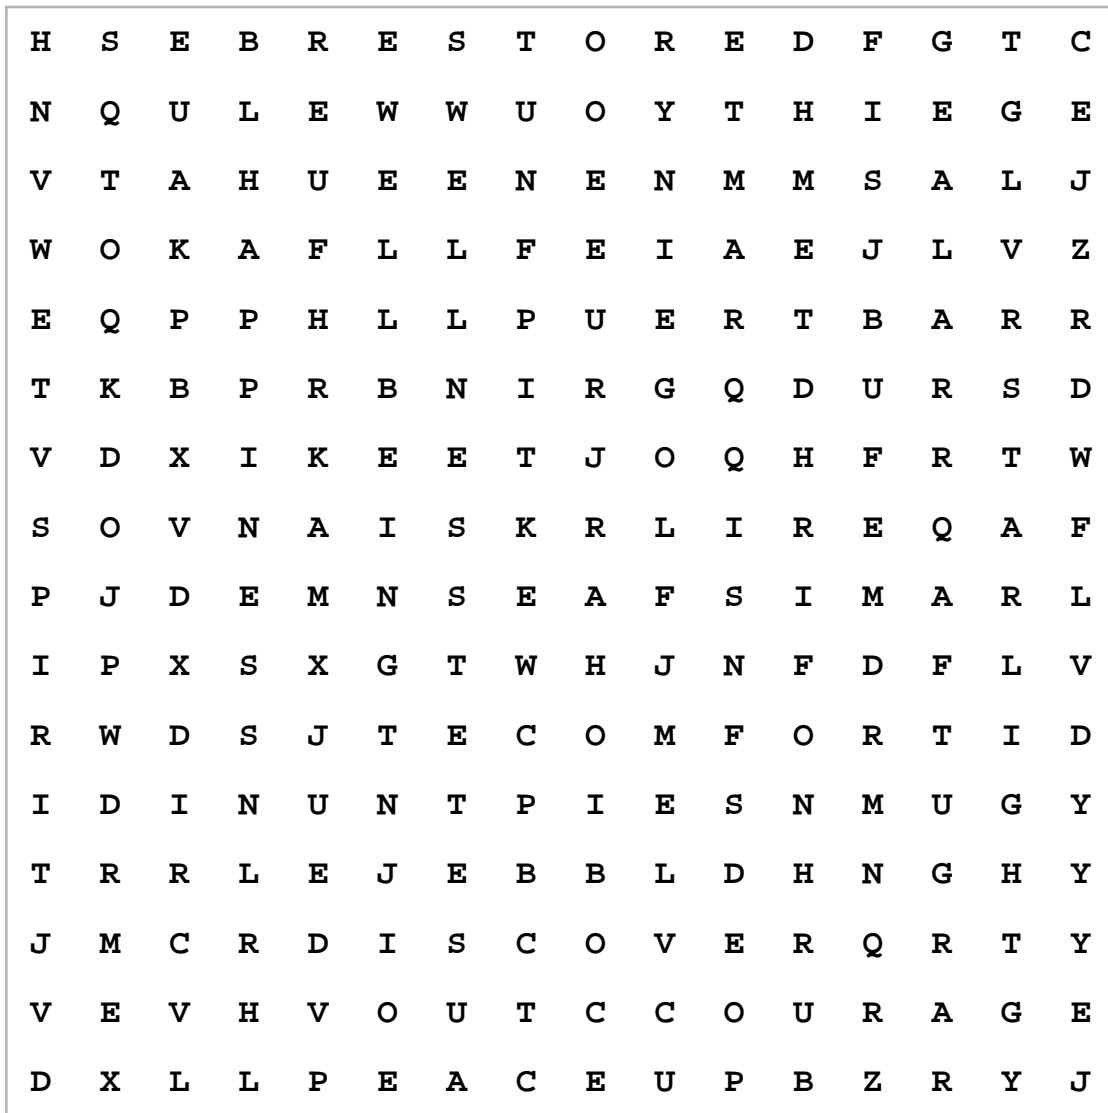 H S E B R E S T O R E D F G T C
N Q U L E W W U O Y T H I E G E
V T A H U E E N E N M M S A L J
W O K A F L L F E I A E J L V Z
E Q P P H L L P U E R T B A R R
T K B P R B N I R G Q D U R S D
V D X I K E E T J O Q H F R T W
S O V N A I S K R L I R E Q A F
P J D E M N S E A F S I M A R L
I P X S X G T W H J N F D F L V
R W D S J T E C O M F O R T I D
I D I N U N T P I E S N M U G Y
T R R L E J E B B L D H N G H Y
J M C R D I S C O V E R Q R T Y
V E V H V O U T C C O U R A G E
D X L L P E A C E U P B Z R Y J